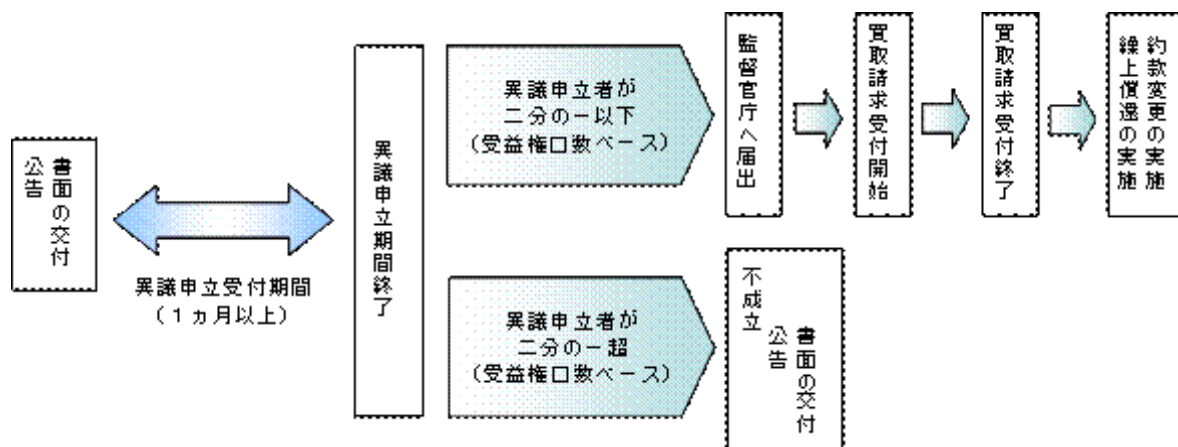 書面の交付
公告
異議申立受付期間
（１ヵ月以上）
異議申立期間終了
異議申立者が
二分の一以下
（受益権口数ベース）
監督官庁へ届出
買取請求受付開始
買取請求受付終了
約款変更の実施
繰上償還の実施
異議申立者が
二分の一超
（受益権口数ベース）
不成立
書面の交付
公告